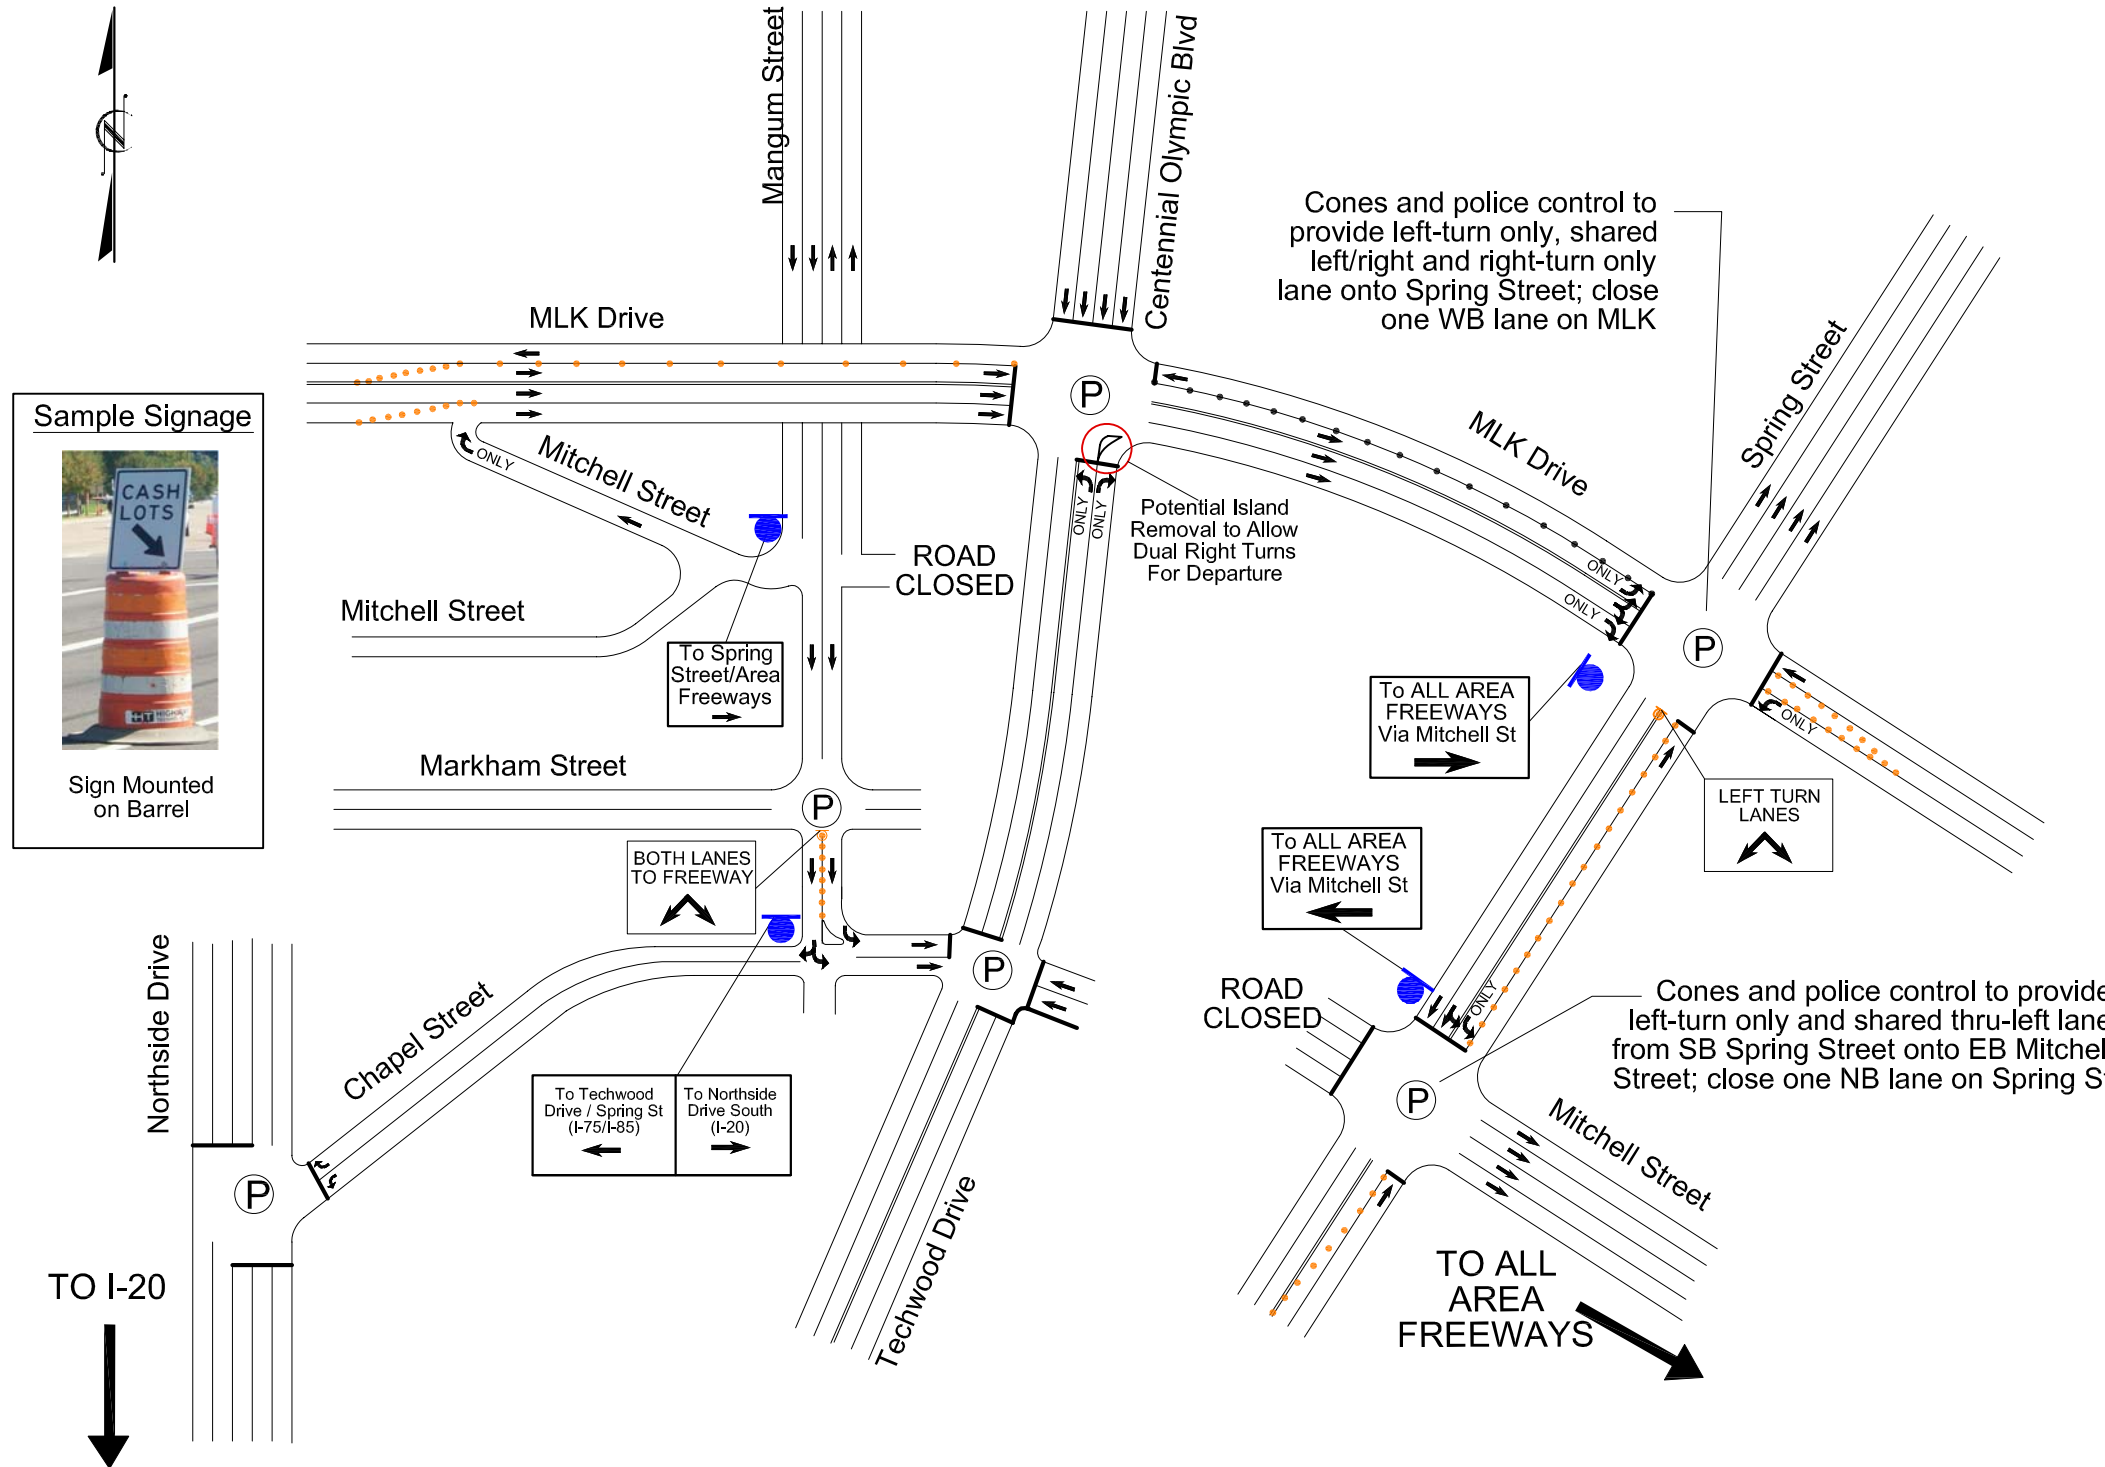 Mangum Street
Centennial Olympic Blvd
Cones and police control to
provide left-turn only, shared
left/right and right-turn only
lane onto Spring Street; close
one WB lane on MLK
MLK Drive
Spring Street
Sample Signage
CASH
LOTS
Sign Mounted
on Barrel
ONLY
Mitchell Street
MLK Drive
ONLY
ONLY
Potential Island
Removal to Allow
Dual Right Turns
For Departure
ROAD
CLOSED
P
Mitchell Street
ONLY
ONLY
P
To Spring
Street/Area
Freeways
To ALL AREA
FREEWAYS
Via Mitchell St
ONLY
Markham Street
P
LEFT TURN
LANES
BOTH LANES
TO FREEWAY
To ALL AREA
FREEWAYS
Via Mitchell St
Northside Drive
Chapel Street
P
ROAD
CLOSED
ONLY
Cones and police control to provide
left-turn only and shared thru-left lane
from SB Spring Street onto EB Mitchel
Street; close one NB lane on Spring S
To Techwood
Drive / Spring St
(I-75/I-85)
To Northside
Drive South
(I-20)
P
Mitchell Street
P
Techwood Drive
TO I-20
TO ALL
AREA
FREEWAYS